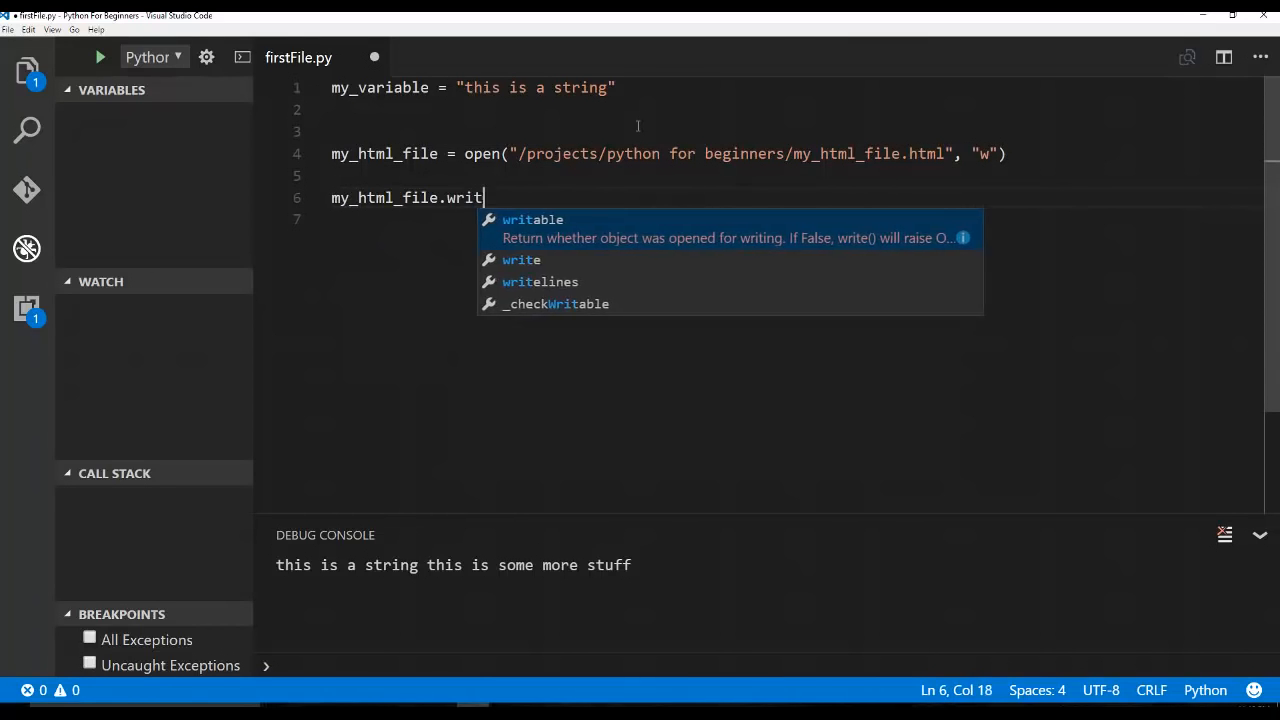 firstFile.py - Python For Beginners - Visual Studio Code
File Edit View Go Help
Python
firstFile.py
VARIABLES
1 my_variable = "this is a string"
2
3
4 my_html_file = open("/projects/python for beginners/my_html_file.html", "w")
5
6 my_html_file.writ
7
writable
Return whether object was opened for writing. If False, write() will raise O...
write
writelines
_checkWritable
1
1
WATCH
CALL STACK
DEBUG CONSOLE
this is a string this is some more stuff
BREAKPOINTS
All Exceptions
Uncaught Exceptions
0 0
Ln 6, Col 18 Spaces: 4 UTF-8 CRLF Python